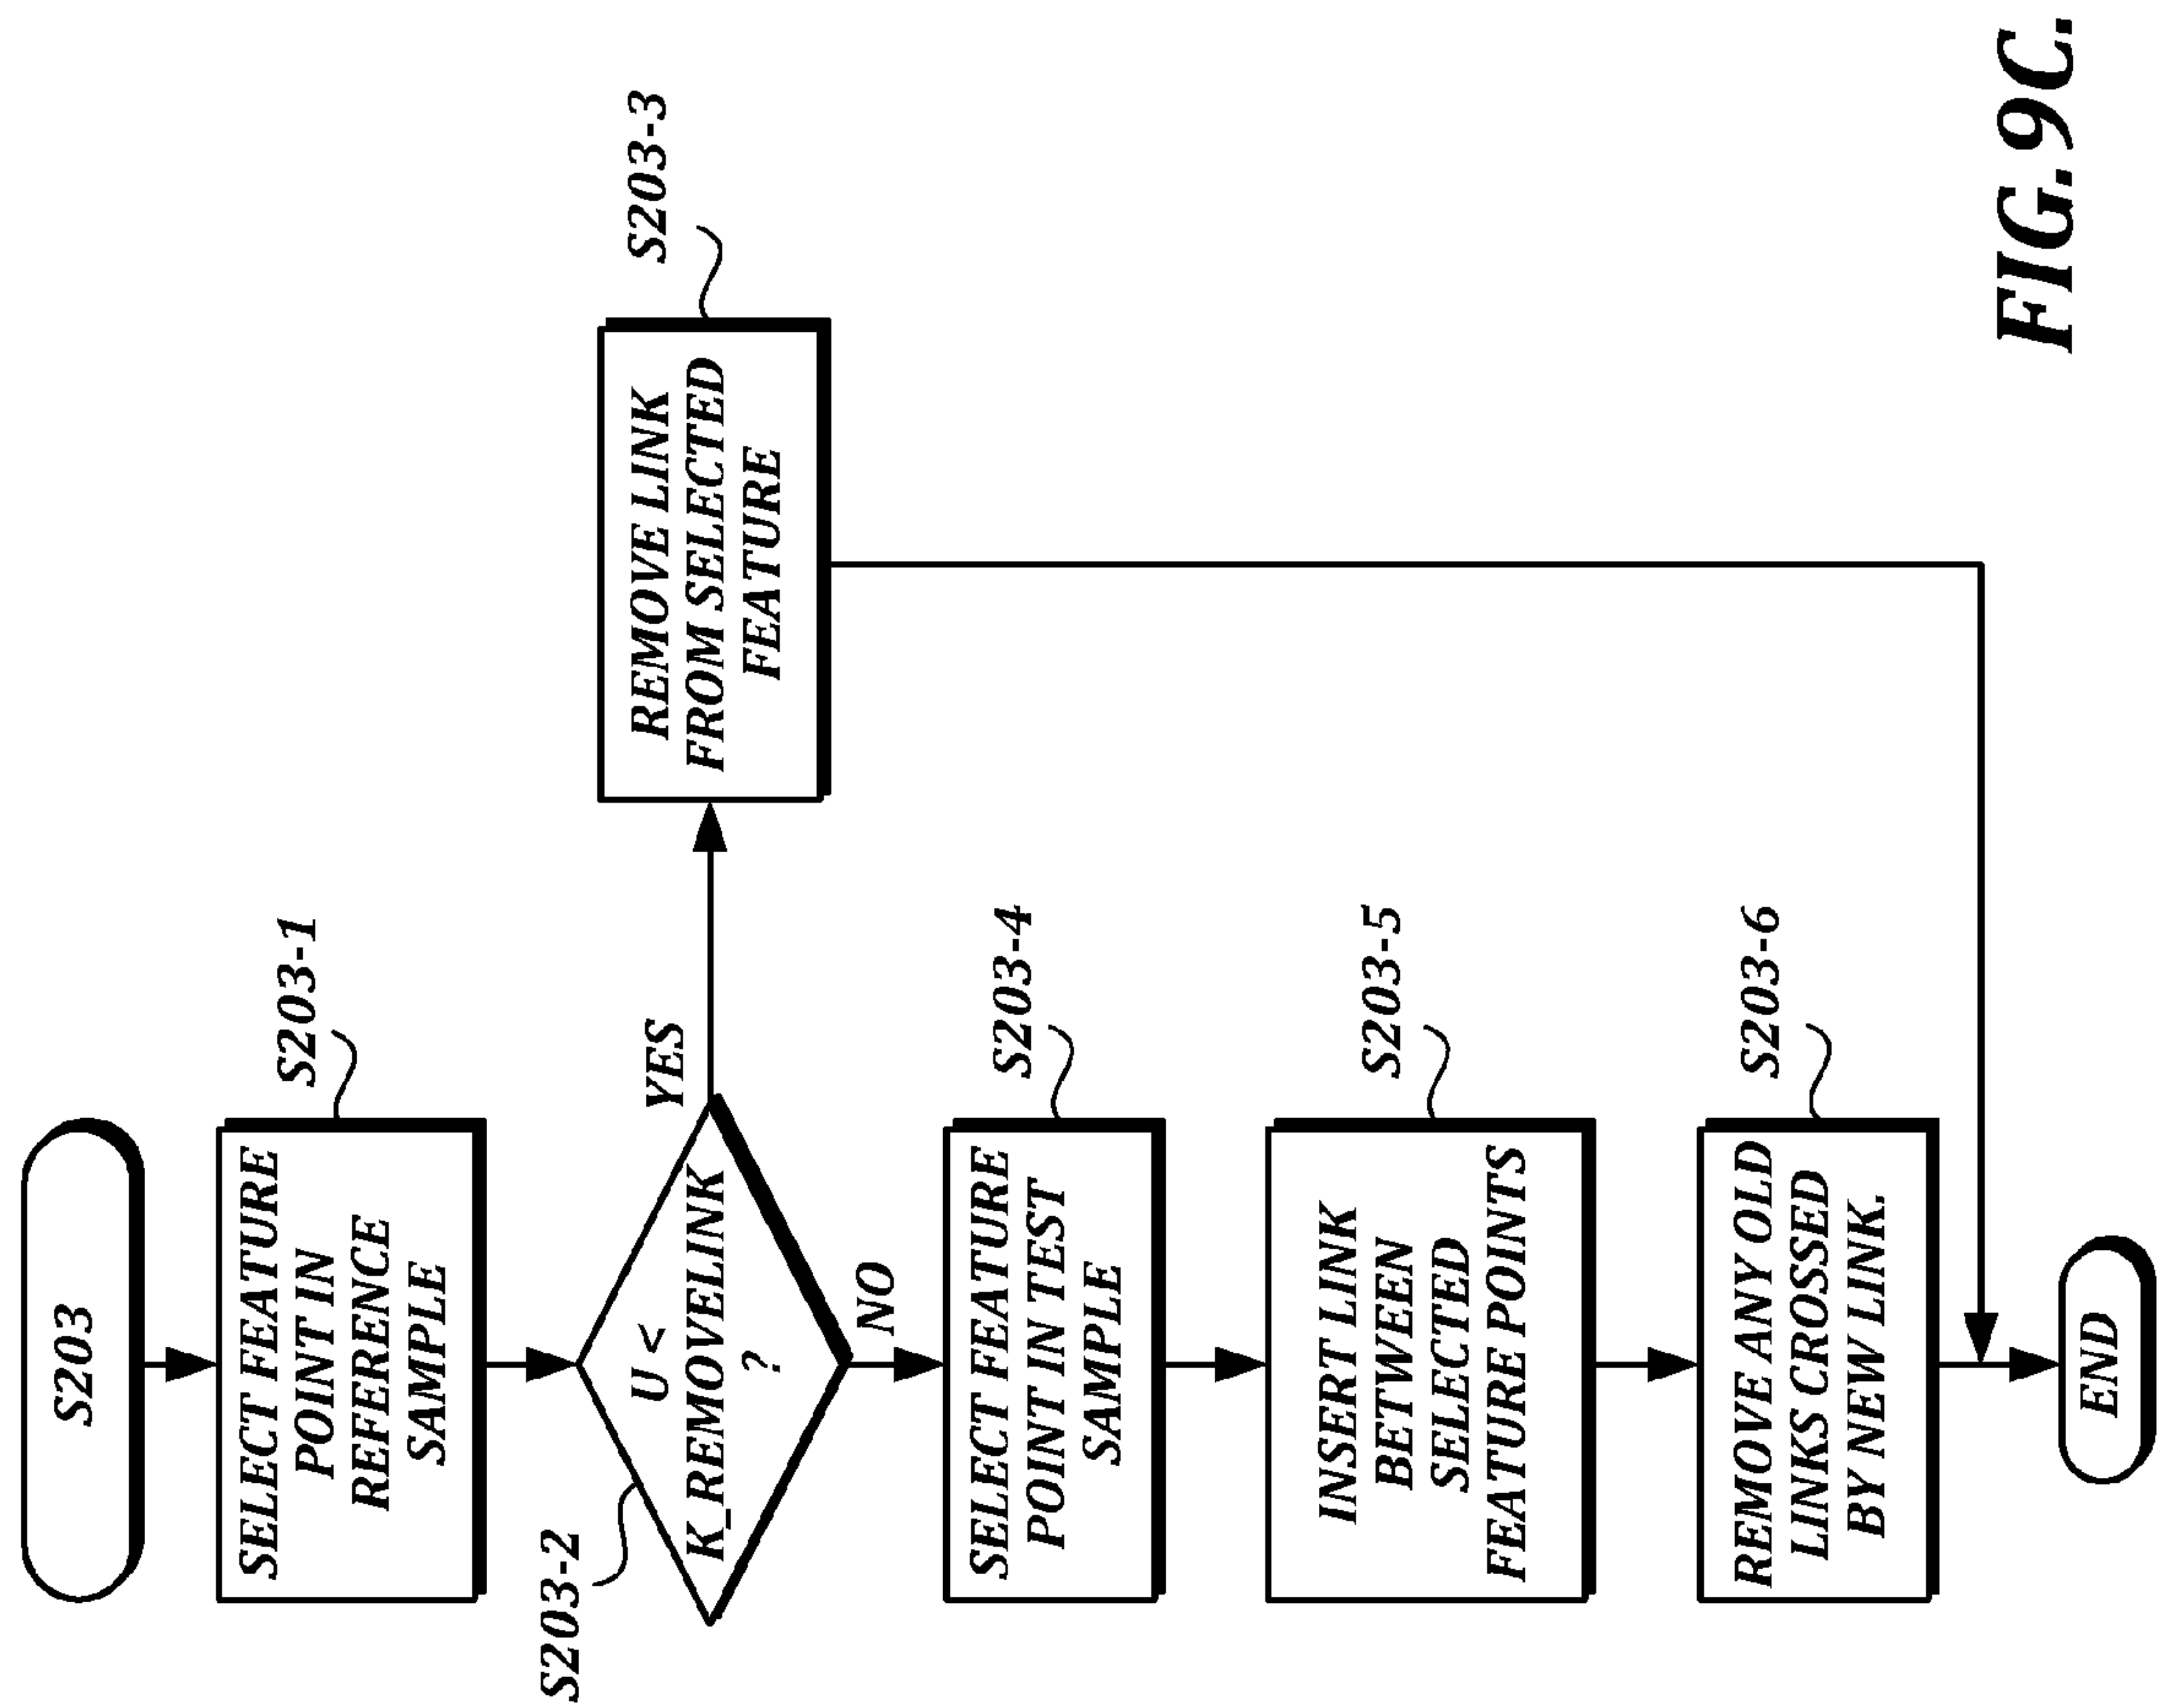 S203
S203-1
SELECT FEATURE
POINT IN
REFERENCE
SAMPLE
S203-2
U <
K_REMOVELINK
?
YES
S203-3
REMOVE LINK
FROM SELECTED
FEATURE
NO
S203-4
SELECT FEATURE
POINT IN TEST
SAMPLE
S203-5
INSERT LINK
BETWEEN
SELECTED
FEATURE POINTS
S203-6
REMOVE ANY OLD
LINKS CROSSED
BY NEW LINK.
END
FIG.9C.